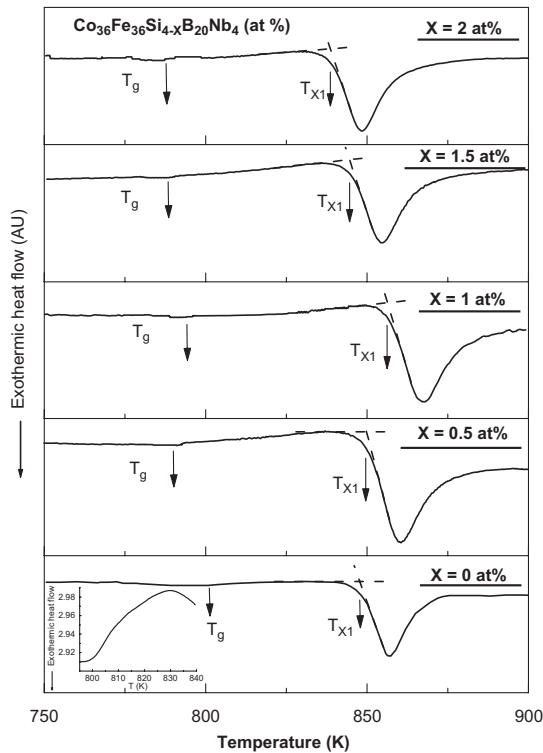 Co36Fe36Si4-XB20Nb4 (at %)
X = 2 at%
Tg
TX1
X = 1.5 at%
Tg
TX1
X = 1 at%
Tg
TX1
X = 0.5 at%
Tg
TX1
X = 0 at%
Tg
TX1
Exothermic heat flow (AU)
Exothermic heat flow
2.98
2.96
2.94
2.92
800 810 820 830 840
T (K)
750 800 850 900
Temperature (K)